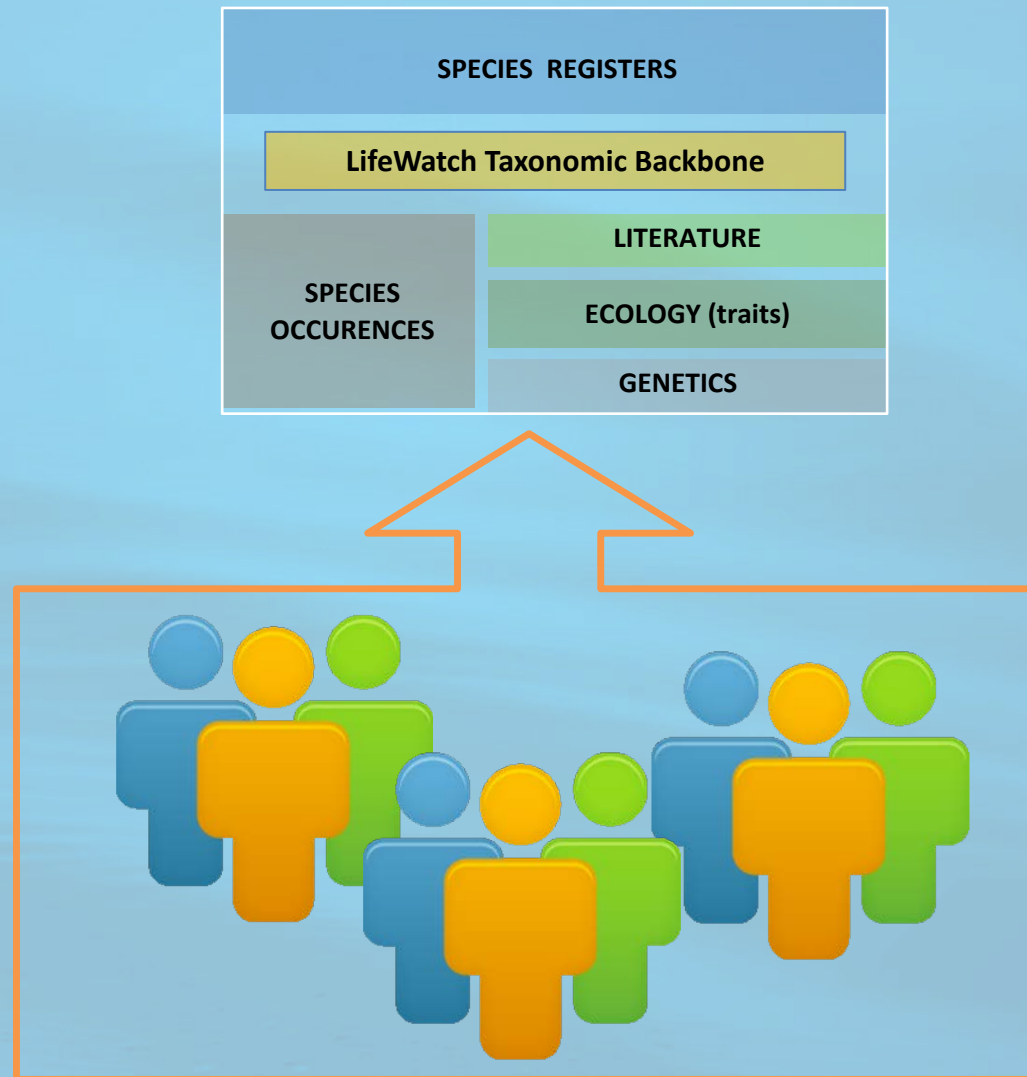 SPECIES REGISTERS
LifeWatch Taxonomic Backbone
SPECIES
OCCURENCES
LITERATURE
ECOLOGY (traits)
GENETICS